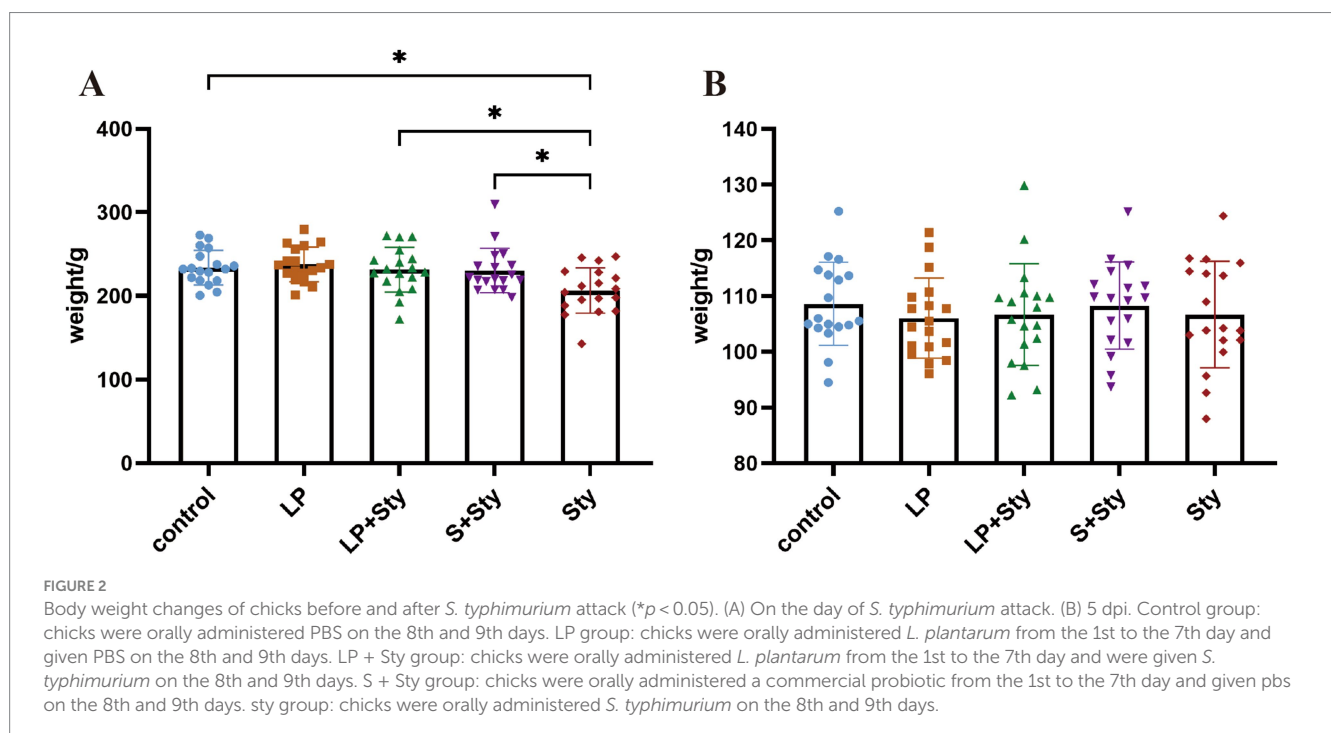 A
*
*
*
400
300
200
100
0
weight/g
control
LP
LP+Sty
S+Sty
Sty
B
140
130
120
110
100
90
80
weight/g
control
LP
LP+Sty
S+Sty
Sty
FIGURE 2
Body weight changes of chicks before and after S. typhimurium attack (*p < 0.05). (A) On the day of S. typhimurium attack. (B) 5 dpi. Control group:
chicks were orally administered PBS on the 8th and 9th days. LP group: chicks were orally administered L. plantarum from the 1st to the 7th day and
given PBS on the 8th and 9th days. LP + Sty group: chicks were orally administered L. plantarum from the 1st to the 7th day and were given S.
typhimurium on the 8th and 9th days. S + Sty group: chicks were orally administered a commercial probiotic from the 1st to the 7th day and given pbs
on the 8th and 9th days. sty group: chicks were orally administered S. typhimurium on the 8th and 9th days.